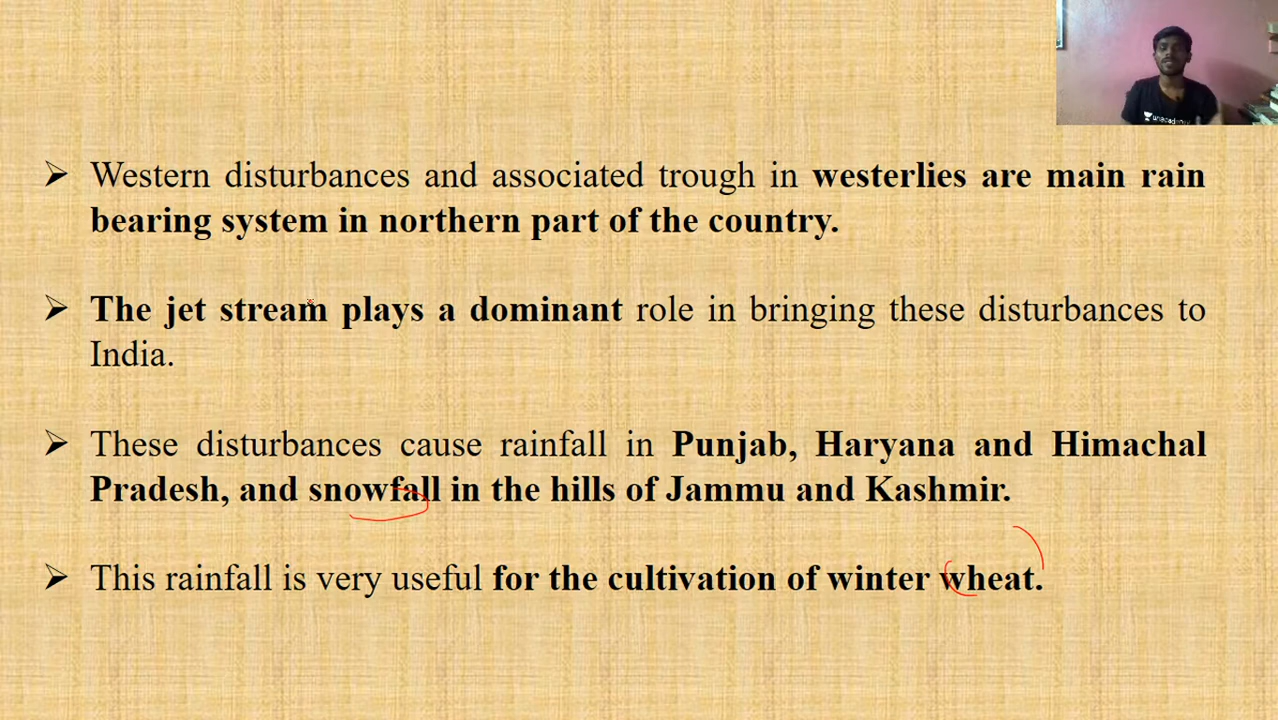 unacademy
Western disturbances and associated trough in westerlies are main rain
bearing system in northern part of the country.
The jet stream plays a dominant role in bringing these disturbances to
India.
These disturbances cause rainfall in Punjab, Haryana and Himachal
Pradesh, and snowfall in the hills of Jammu and Kashmir.
This rainfall is very useful for the cultivation of winter wheat.